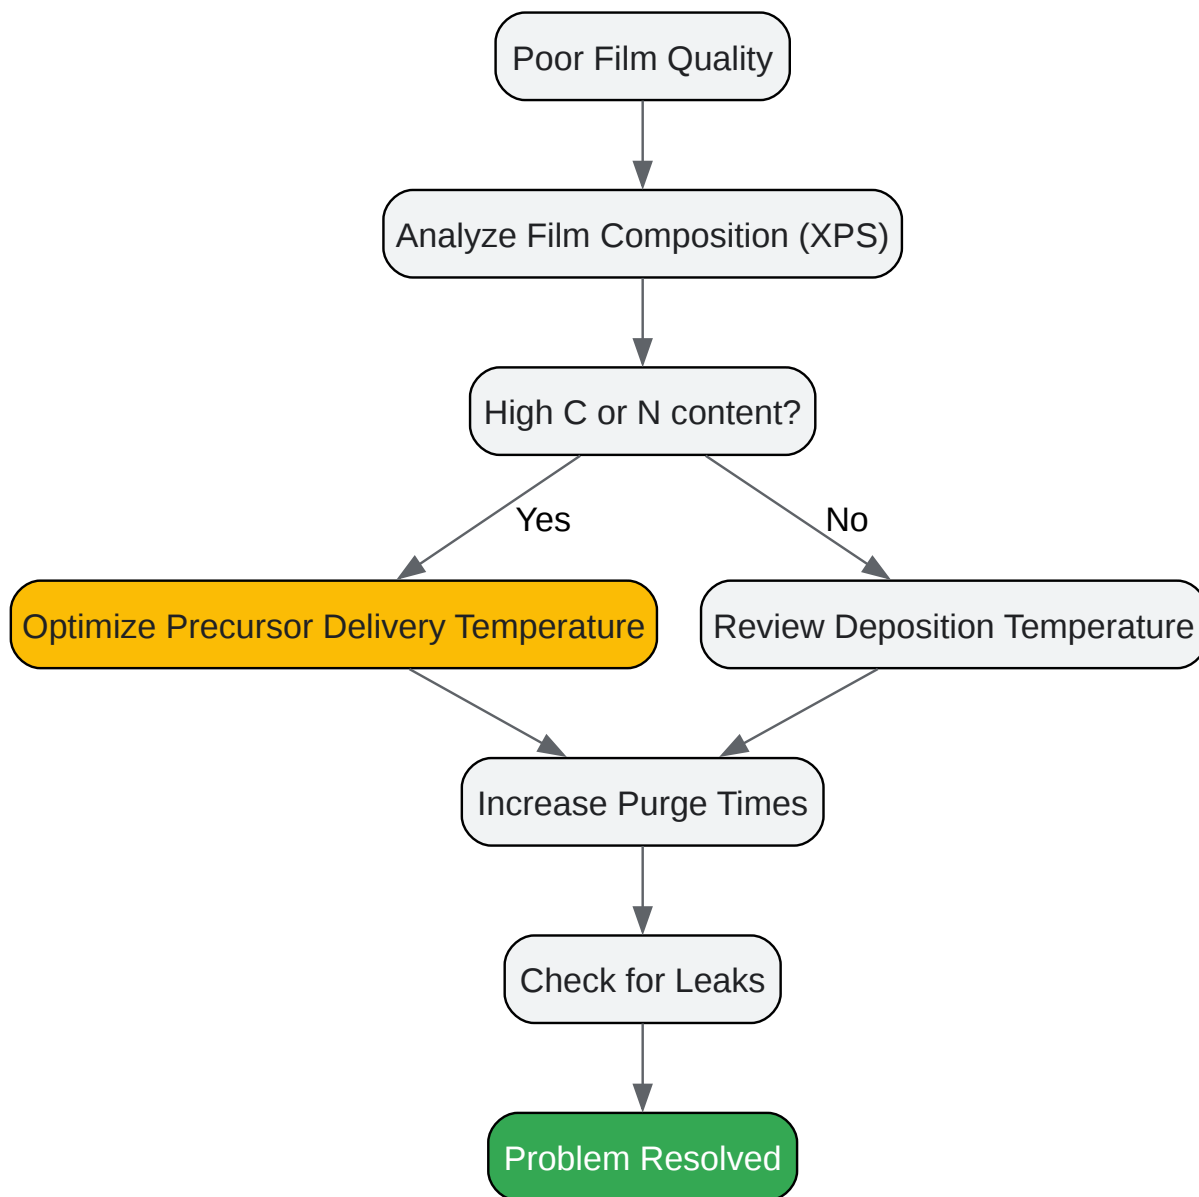 Poor Film Quality
Analyze Film Composition (XPS)
High C or N content?
Yes
No
Optimize Precursor Delivery Temperature
Review Deposition Temperature
Increase Purge Times
Check for Leaks
Problem Resolved